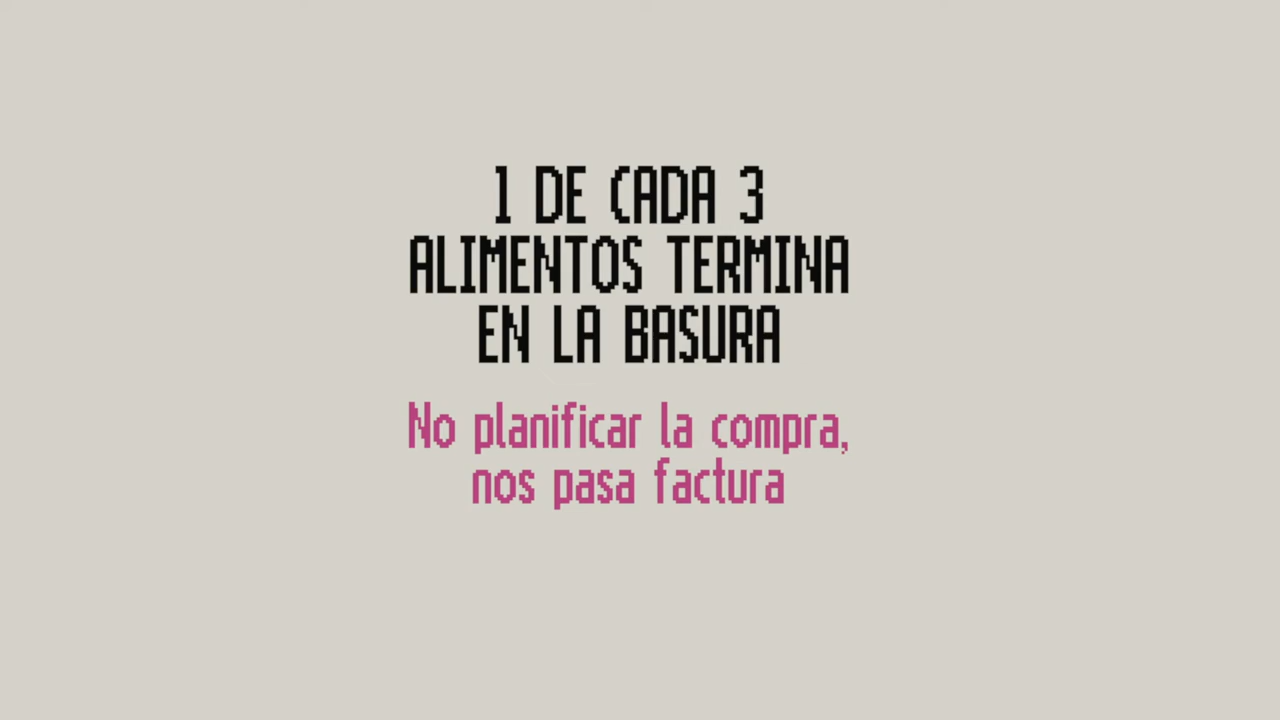 1 DE CADA 3
ALIMENTOS TERMINA
EN LA BASURA
No planificar la compra,
nos pasa factura